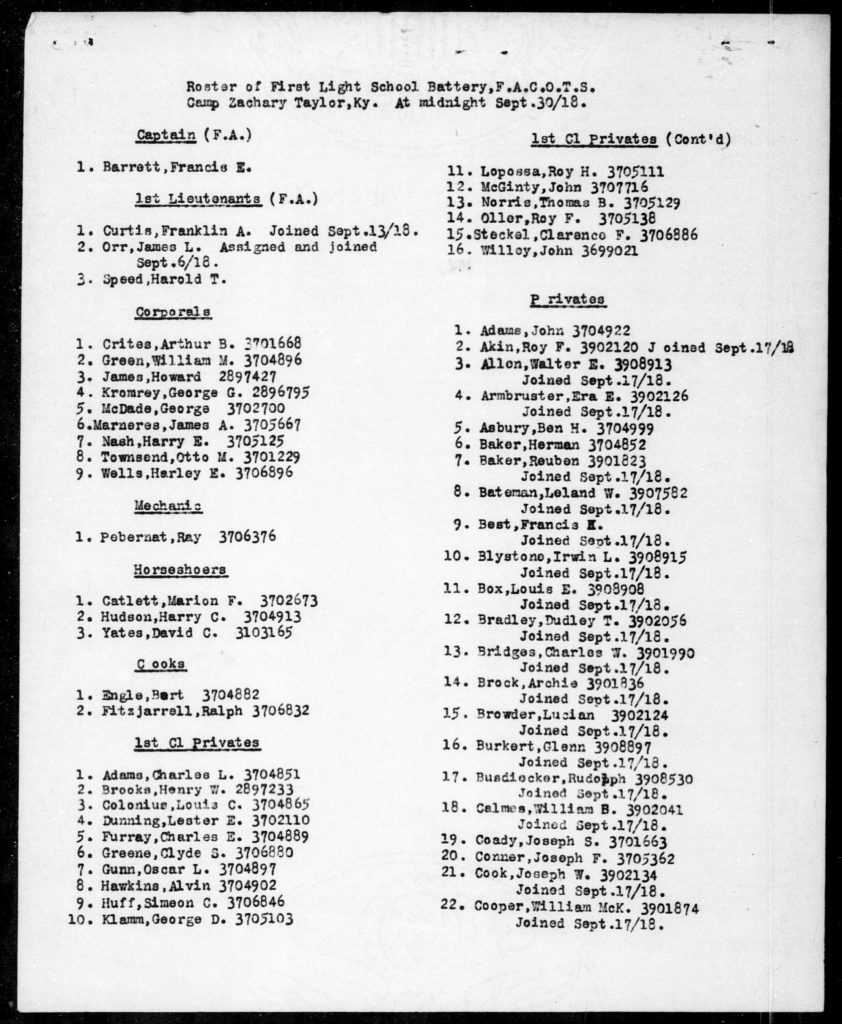 Roster of First Light School Battery,F.A.C.O.T.S.
Camp Zachary Taylor,Ky. At midnight Sept.30/18.
Captain (F.A.)
1. Barrett,Francis E.
1st Lieutenants (F.A.)
1. Curtis,Franklin A. Joined Sept.13/18.
2. Orr,James L. Assigned and joined
Sept.6/18.
3. Speed,Harold T.
Corporals
1. Crites,Arthur B. 3701668
2. Green,William M. 3704896
3. James,Howard 2897427
4. Kromrey,George G. 2896795
5. McDade,George 3702700
6.Marneres,James A. 3705667
7. Nash,Harry E. 3705125
8. Townsend,Otto M. 3701229
9. Wells,Harley E. 3706896
Mechanic
1. Pebernat,Ray 3706376
Horseshoers
1. Catlett,Marion F. 3702673
2. Hudson,Harry C. 3704913
3. Yates,David C. 3103165
C ooks
1. Engle,Bert 3704882
2. Fitzjarrell,Ralph 3706832
1st Cl Privates
1. Adams,Charles L. 3704851
2. Brooks,Henry W. 2897233
3. Colonius,Louis C. 3704865
4. Dunning,Lester E. 3702110
5. Furray,Charles E. 3704889
6. Greene,Clyde S. 3706880
7. Gunn,Oscar L. 3704897
8. Hawkins,Alvin 3704902
9. Huff,Simeon C. 3706846
10. Klamm,George D. 3705103
1st Cl Privates (Cont'd)
11. Lopossa,Roy H. 3705111
12. McGinty,John 3707716
13. Norris,Thomas B. 3705129
14. Oller,Roy F. 3705138
15.Steckel,Clarence F. 3706886
16. Willey,John 3699021
P rivates
1. Adams,John 3704922
2. Akin,Roy F. 3902120 J oined Sept.17/18
3. Allen,Walter E. 3908913
Joined Sept.17/18.
4. Armbruster,Era E. 3902126
Joined Sept.17/18.
5. Asbury,Ben H. 3704999
6. Baker,Herman 3704852
7. Baker,Reuben 3901823
Joined Sept.17/18.
8. Bateman,Leland W. 3907582
Joined Sept.17/18.
9. Best,Francis K.
Joined Sept.17/18.
10. Blystone,Irwin L. 3908915
Joined Sept.17/18.
11. Box,Louis E. 3908908
Joined Sept.17/18.
12. Bradley,Dudley T. 3902056
Joined Sept.17/18.
13. Bridges,Charles W. 3901990
Joined Sept.17/18.
14. Brock,Archie 3901836
Joined Sept.17/18.
15. Browder,Lucian 3902124
Joined Sept.17/18.
16. Burkert,Glenn 3908897
Joined Sept.17/18.
17. Busdiecker,Rudolph 3908530
Joined Sept.17/18.
18. Calmes,William B. 3902041
Joined Sept.17/18.
19. Coady,Joseph S. 3701663
20. Conner,Joseph F. 3705362
21. Cook,Joseph W. 3902134
Joined Sept.17/18.
22. Cooper,William McK. 3901874
Joined Sept.17/18.